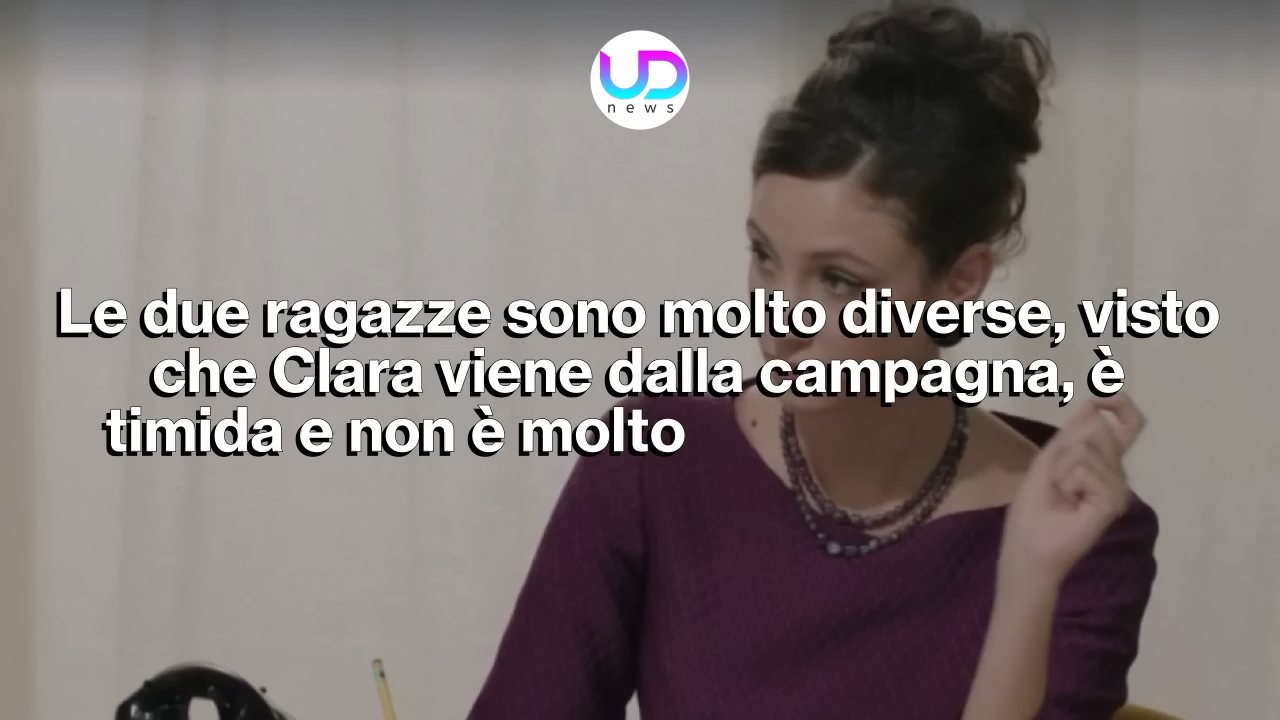 UD
news
Le due ragazze sono molto diverse, visto
che Clara viene dalla campagna, è
timida e non è molto